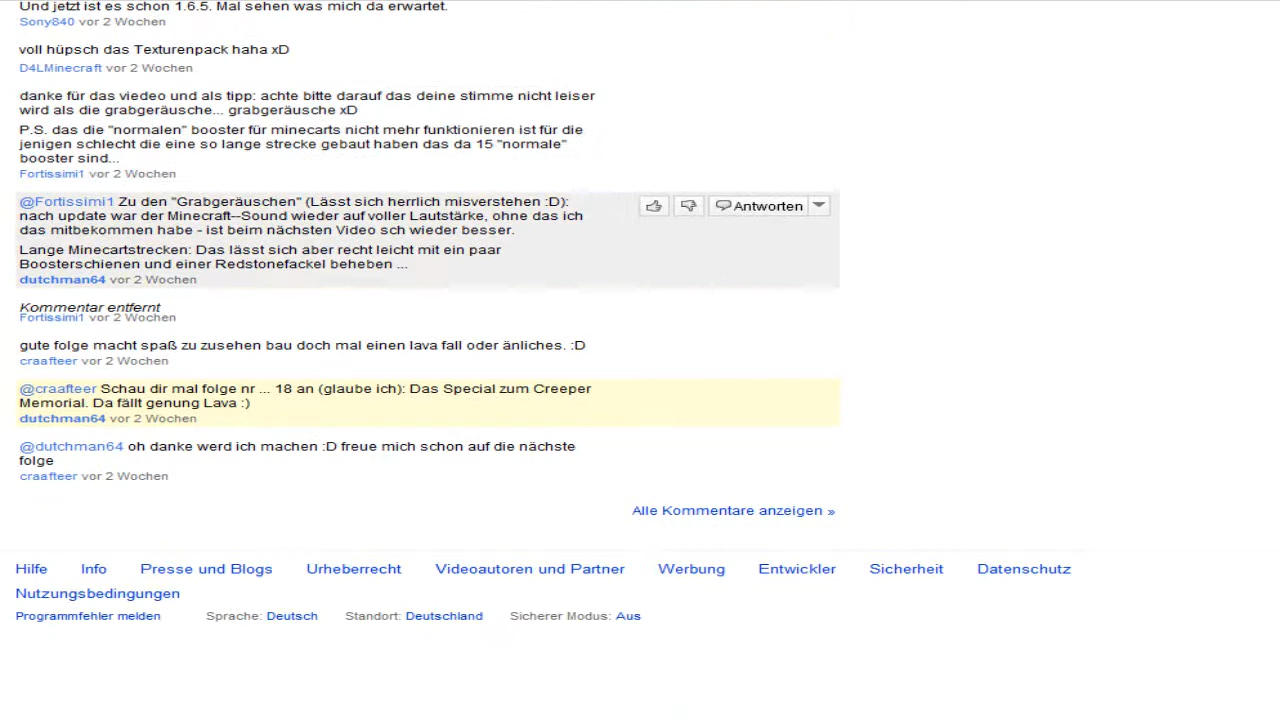 Und jetzt ist es schon 1.6.5. Mal sehen was mich da erwartet.
Sony840 vor 2 Wochen
voll hüpsch das Texturenpack haha xD
D4LMinecraft vor 2 Wochen
danke für das viedeo und als tipp: achte bitte darauf das deine stimme nicht leiser
wird als die grabgeräusche... grabgeräusche xD
P.S. das die "normalen" booster für minecarts nicht mehr funktionieren ist für die
jenigen schlecht die eine so lange strecke gebaut haben das da 15 "normale"
booster sind...
Fortissimi1 vor 2 Wochen
@Fortissimi1 Zu den "Grabgeräuschen" (Lässt sich herrlich misverstehen :D):
nach update war der Minecraft--Sound wieder auf voller Lautstärke, ohne das ich
das mitbekommen habe - ist beim nächsten Video sch wieder besser.
Antworten
Lange Minecartstrecken: Das lässt sich aber recht leicht mit ein paar
Boosterschienen und einer Redstonefackel beheben ...
dutchman64 vor 2 Wochen
Kommentar entfernt
Fortissimi1 vor 2 Wochen
gute folge macht spaß zu zusehen bau doch mal einen lava fall oder änliches. :D
craafteer vor 2 Wochen
@craafteer Schau dir mal folge nr ... 18 an (glaube ich): Das Special zum Creeper
Memorial. Da fällt genung Lava :)
dutchman64 vor 2 Wochen
@dutchman64 oh danke werd ich machen :D freue mich schon auf die nächste
folge
craafteer vor 2 Wochen
Alle Kommentare anzeigen »
Hilfe Info Presse und Blogs Urheberrecht Videoautoren und Partner Werbung Entwickler Sicherheit Datenschutz
Nutzungsbedingungen
Programmfehler melden Sprache: Deutsch Standort: Deutschland Sicherer Modus: Aus